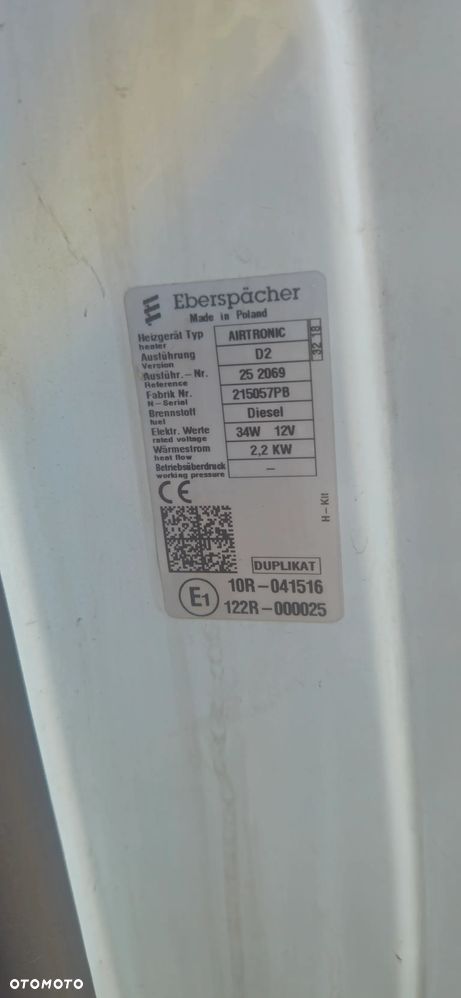 Eberspächer
Made in Poland
Heizgerät Typ AIRTRONIC
heater
Ausführung D2
Version
Ausführ.-Nr. 25 2069
Reference
Fabrik Nr. 215057PB
N-Serial
Brennstoff Diesel
fuel
Elektr. Werte 34W 12V
rated voltage
Wärmestrom 2,2 KW
heat flow
Betriebsüberdruck –
working pressure
32 18
CE
H-KII
DUPLIKAT
E1 10R-041516
122R-000025
OTOMOTO